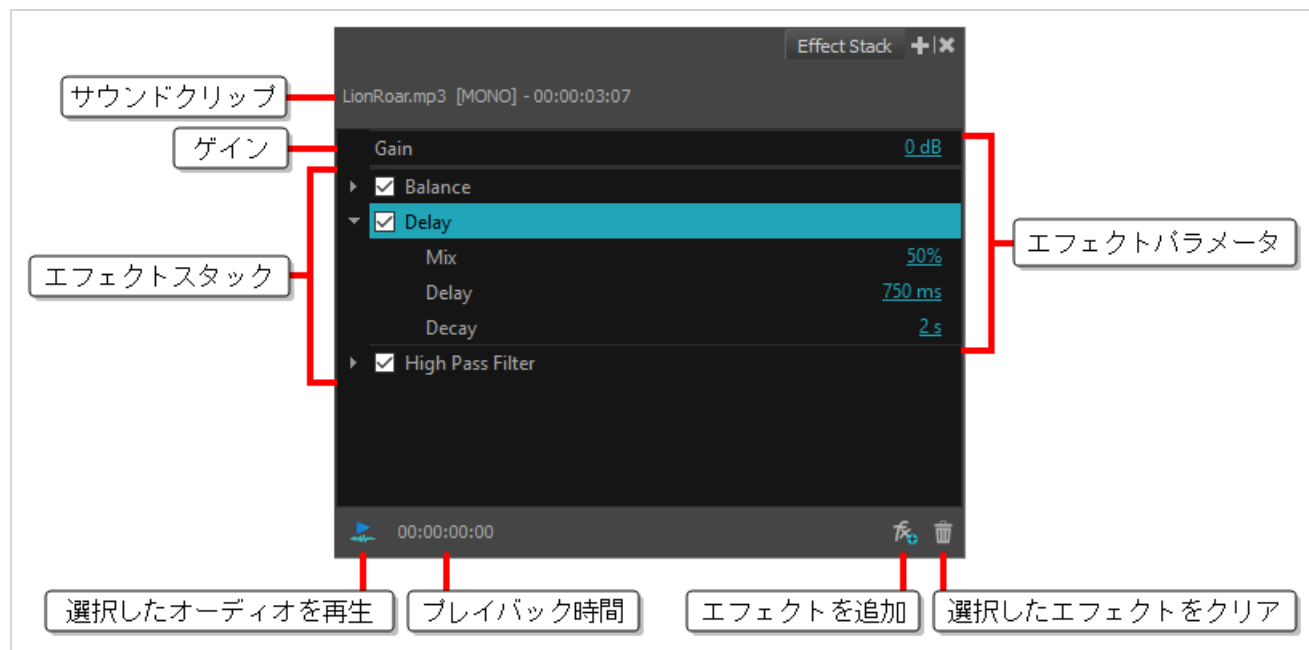 Effect Stack
サウンドクリップ
LionRoar.mp3 [MONO] - 00:00:03:07
ゲイン
Gain 0 dB
Balance
Delay
エフェクトパラメータ
エフェクトスタック
Mix 50%
Delay 750 ms
Decay 2 s
High Pass Filter
00:00:00:00
fx
選択したオーディオを再生
プレイバック時間
エフェクトを追加
選択したエフェクトをクリア